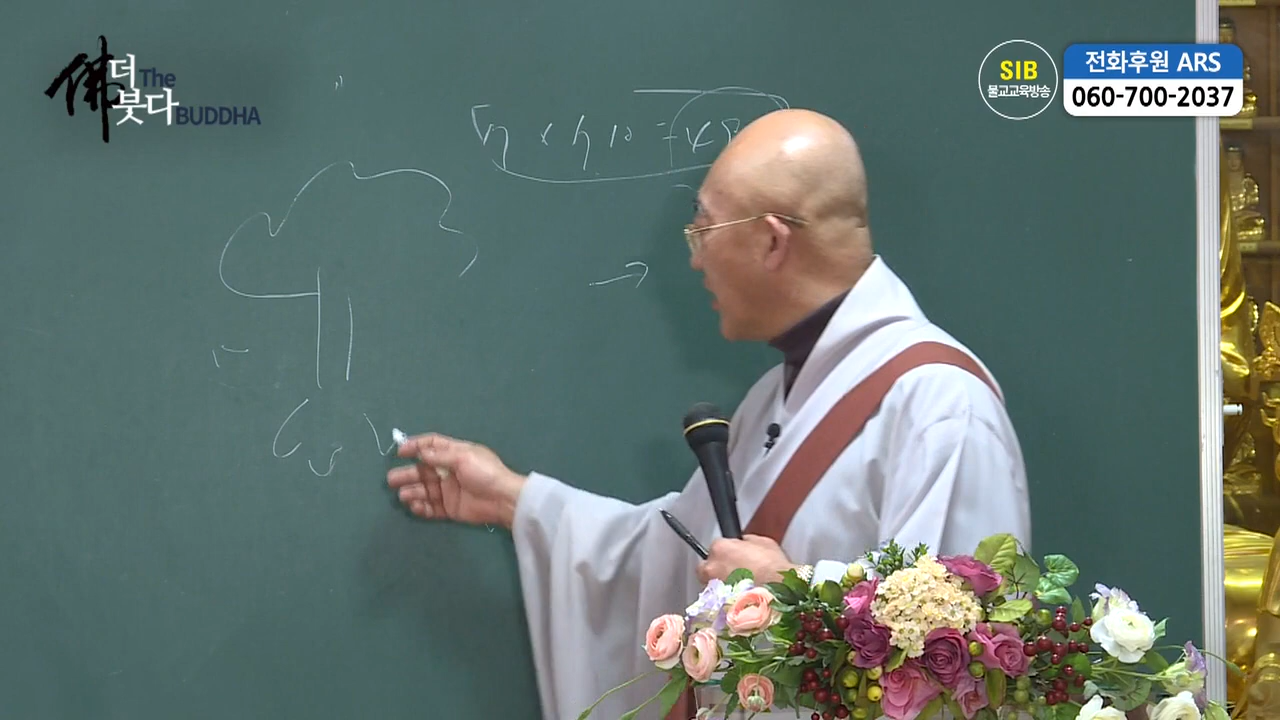 佛
더 The
붓다 BUDDHA
SIB
불교교육방송
전화후원 ARS
060-700-2037